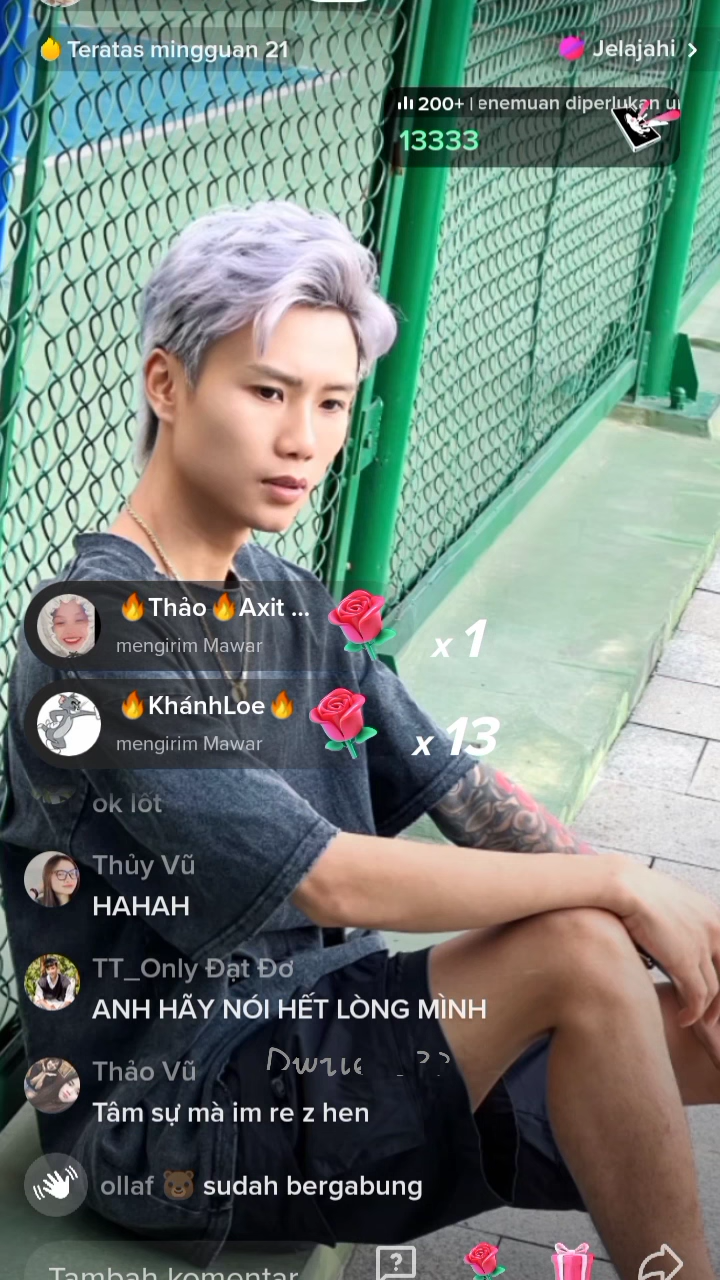 Teratas mingguan 21
Jelajahi >
200+ | enemuan diperlukan u
13333
Thảo Axit ...
mengirim Mawar
x 1
KhánhLoe
mengirim Mawar
x 13
ok lốt
Thủy Vũ
HAHAH
TT_Only Đạt Đơ
ANH HÃY NÓI HẾT LÒNG MÌNH
Thảo Vũ
Tâm sự mà im re z hen
ollaf sudah bergabung
Tambah komentar